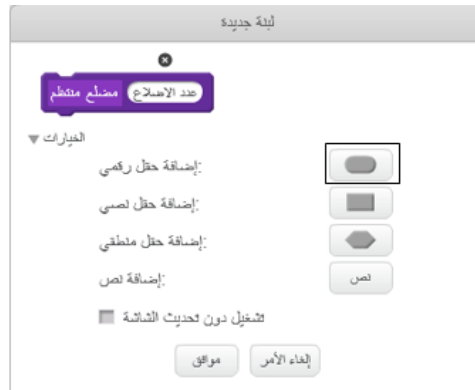 لبنة جديدة
مضلع منتظم عدد الاضلاع
الخيارات
إضافة حقل رقمي:
إضافة حقل نصي:
إضافة حقل منطقي:
إضافة نص:
نص
تشغيل دون تحديث الشاشة
موافق إلغاء الأمر